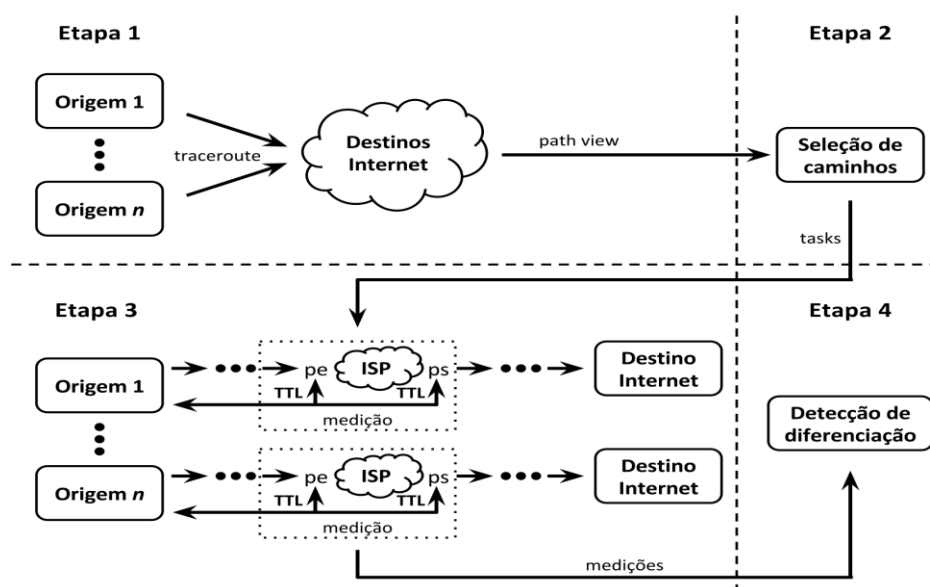 Etapa 1
Etapa 2
Origem 1
traceroute
Destinos
Internet
path view
Seleção de
caminhos
Origem n
tasks
Etapa 3
Etapa 4
Origem 1
pe
ISP
ps
Destino
Internet
TTL
TTL
medição
Detecção de
diferenciação
Origem n
pe
ISP
ps
Destino
Internet
TTL
TTL
medição
medições